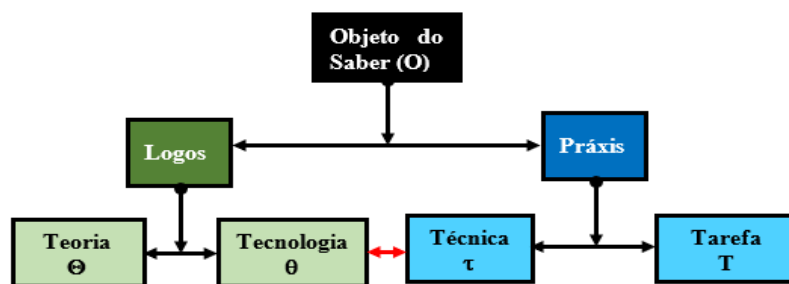 Objeto do
Saber (O)
Logos
Práxis
Teoria
Θ
Tecnologia
θ
Técnica
τ
Tarefa
T